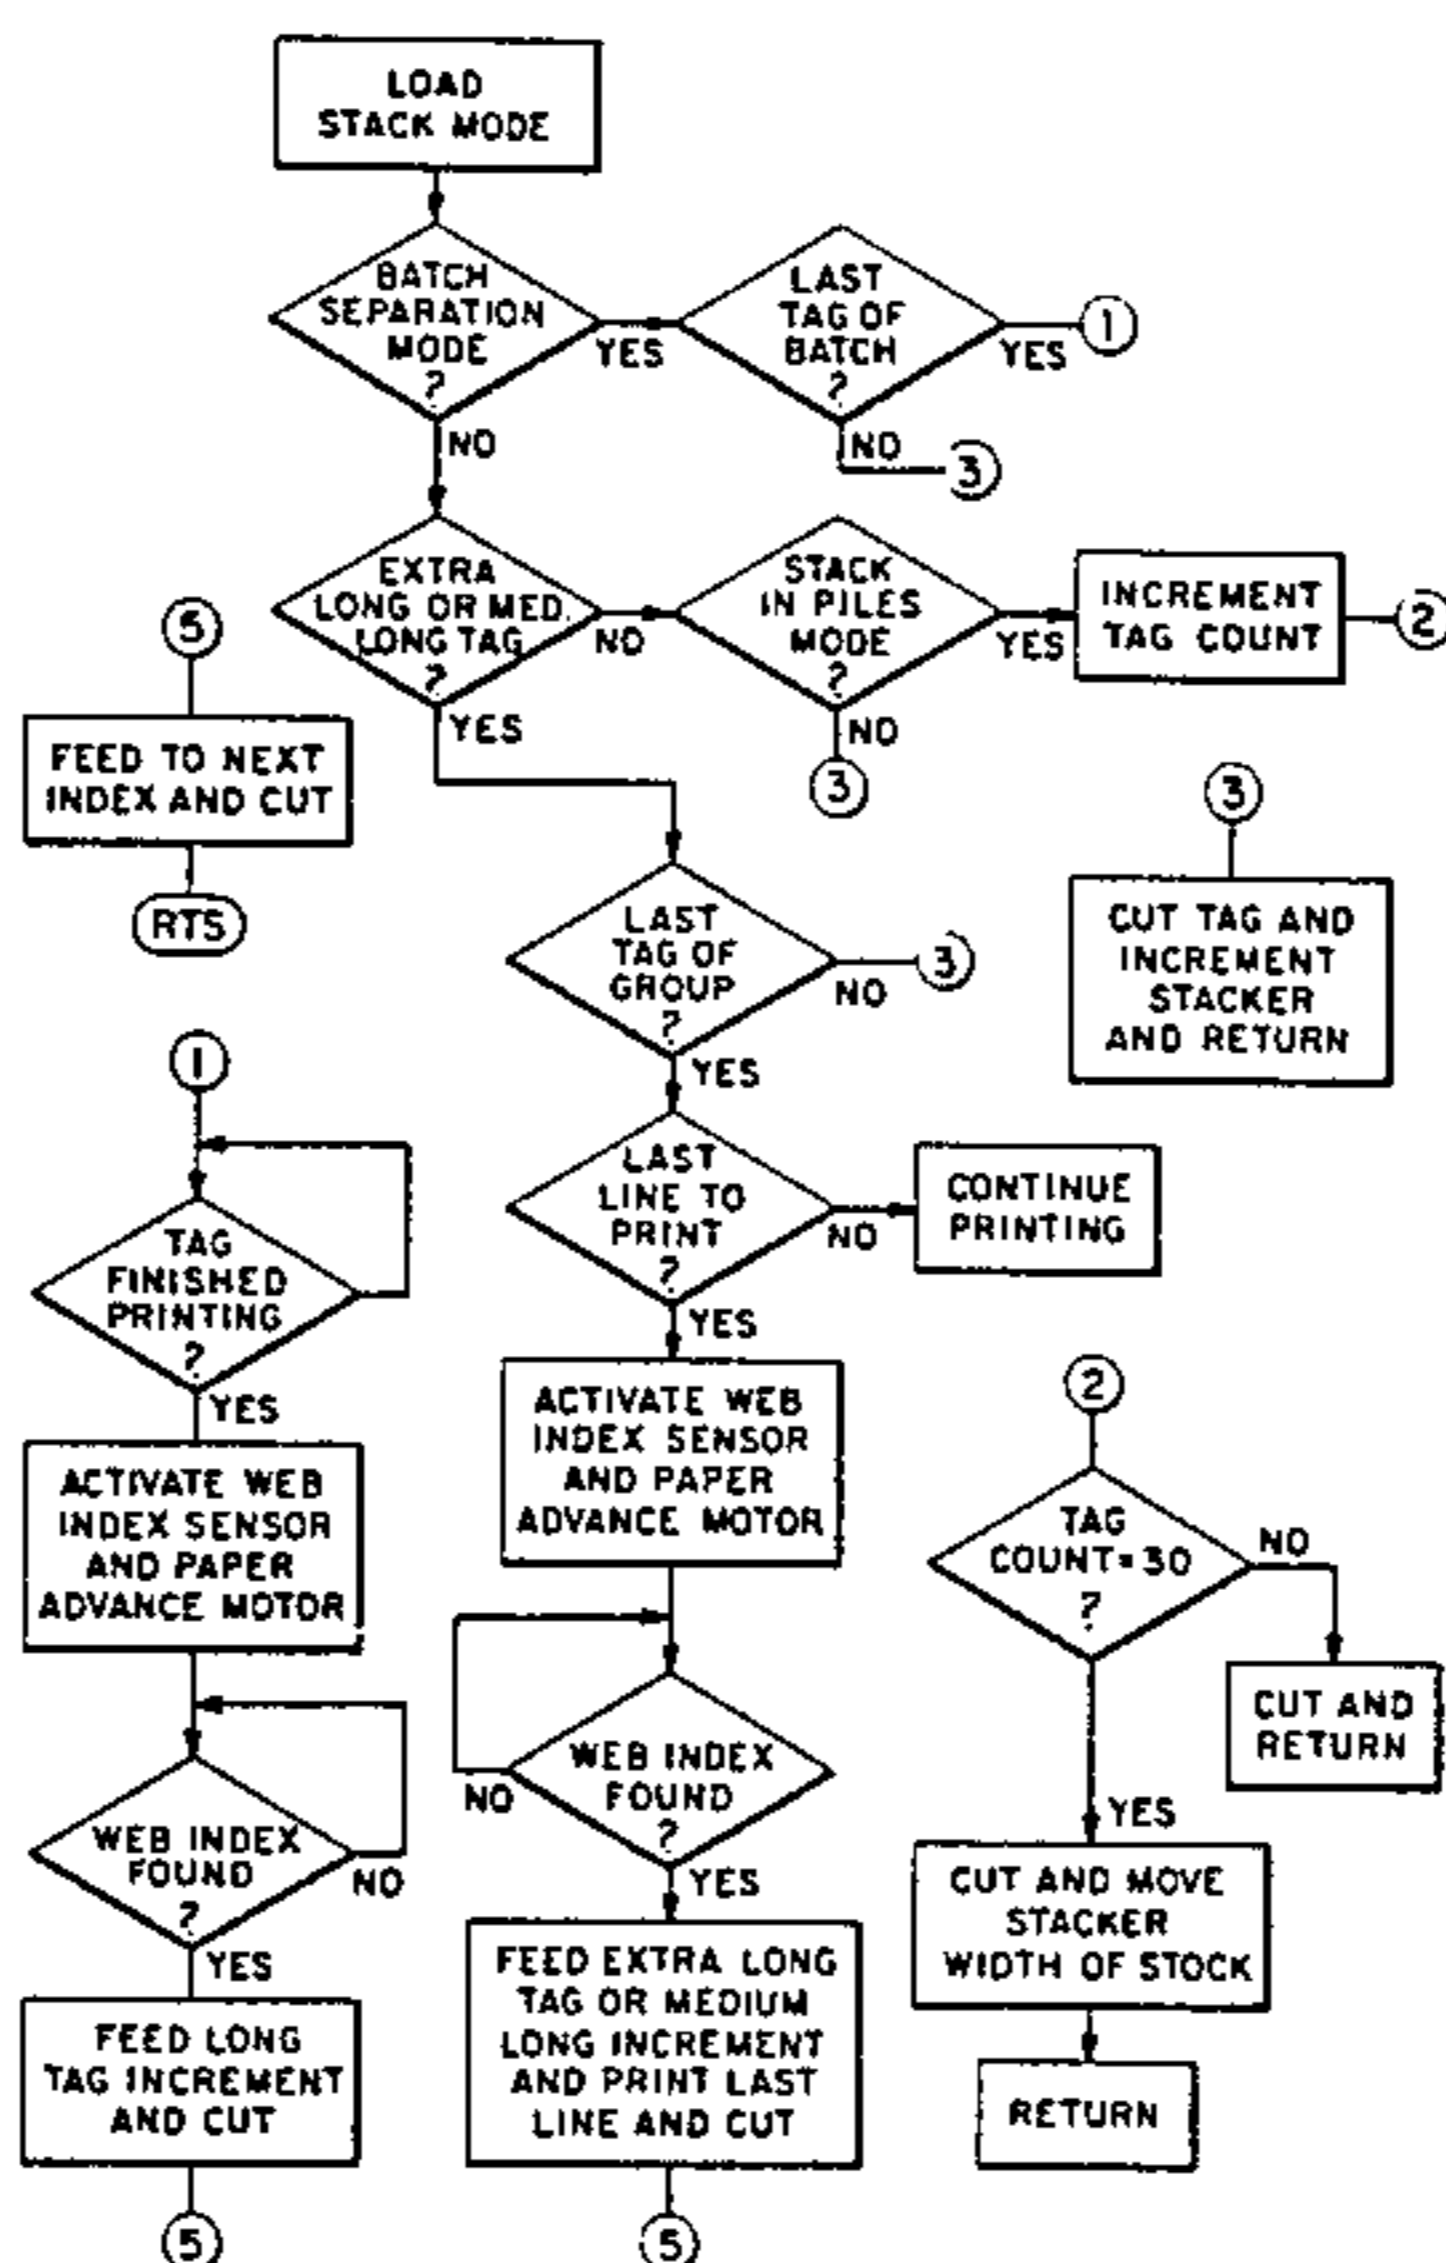 LOAD
STACK MODE
BATCH
SEPARATION
MODE
?
YES
LAST
TAG OF
BATCH
?
YES
1
NO
NO
3
EXTRA
LONG OR MED.
LONG TAG
?
NO
STACK
IN PILES
MODE
?
YES
INCREMENT
TAG COUNT
2
YES
NO
3
5
FEED TO NEXT
INDEX AND CUT
RTS
LAST
TAG OF
GROUP
?
NO
3
YES
3
CUT TAG AND
INCREMENT
STACKER
AND RETURN
LAST
LINE TO
PRINT
?
NO
CONTINUE
PRINTING
YES
1
TAG
FINISHED
PRINTING
?
YES
ACTIVATE WEB
INDEX SENSOR
AND PAPER
ADVANCE MOTOR
WEB INDEX
FOUND
?
NO
YES
FEED LONG
TAG INCREMENT
AND CUT
5
ACTIVATE WEB
INDEX SENSOR
AND PAPER
ADVANCE MOTOR
WEB INDEX
FOUND
?
NO
YES
FEED EXTRA LONG
TAG OR MEDIUM
LONG INCREMENT
AND PRINT LAST
LINE AND CUT
5
2
TAG
COUNT=30
?
NO
CUT AND
RETURN
YES
CUT AND MOVE
STACKER
WIDTH OF STOCK
RETURN